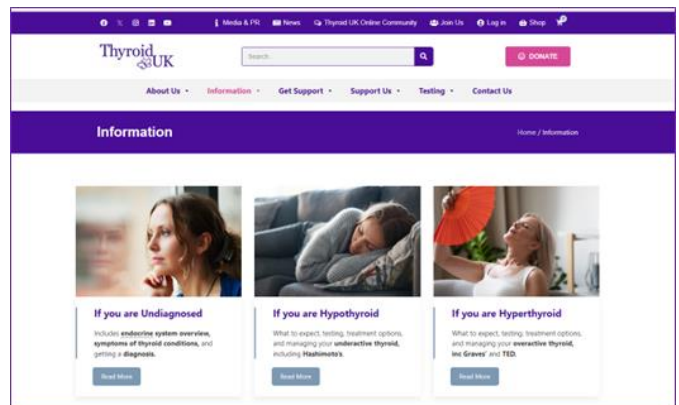 Media & PR News Thyroid UK Online Community Join Us Log in Shop
Thyroid
UK
Search...
DONATE
About Us Information Get Support Support Us Testing Contact Us
Information
Home / Information
If you are Undiagnosed
Includes endocrine system overview,
symptoms of thyroid conditions, and
getting a diagnosis.
Read More
If you are Hypothyroid
What to expect, testing, treatment options,
and managing your underactive thyroid,
including Hashimoto's.
Read More
If you are Hyperthyroid
What to expect, testing, treatment options,
and managing your overactive thyroid,
inc Graves' and TED.
Read More